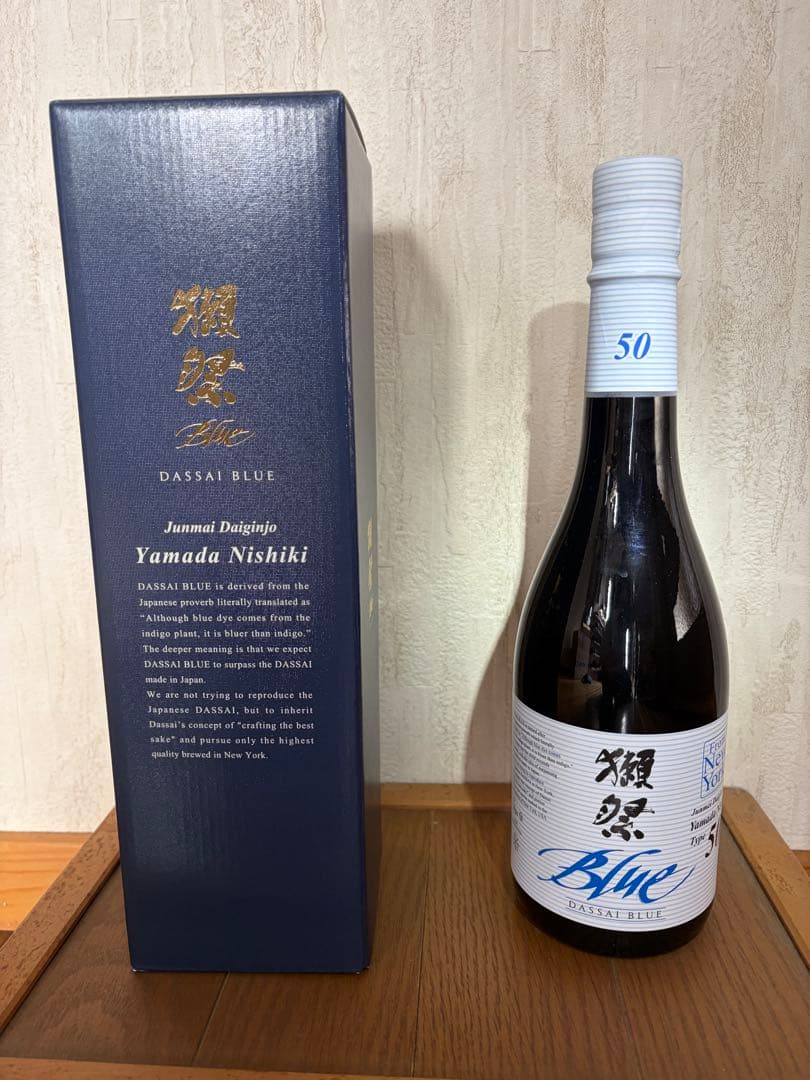 獺
祭
Blue
DASSAI BLUE
Junmai Daiginjo
Yamada Nishiki
DASSAI BLUE is derived from the
Japanese proverb literally translated as
"Although blue dye comes from the
indigo plant, it is bluer than indigo."
The deeper meaning is that we expect
DASSAI BLUE to surpass the DASSAI
made in Japan.
We are not trying to reproduce the
Japanese DASSAI, but to inherit
Dassai's concept of "crafting the best
sake" and pursue only the highest
quality brewed in New York.
50
獺
祭
Blue
DASSAI BLUE
Junmai
Yamada
Type